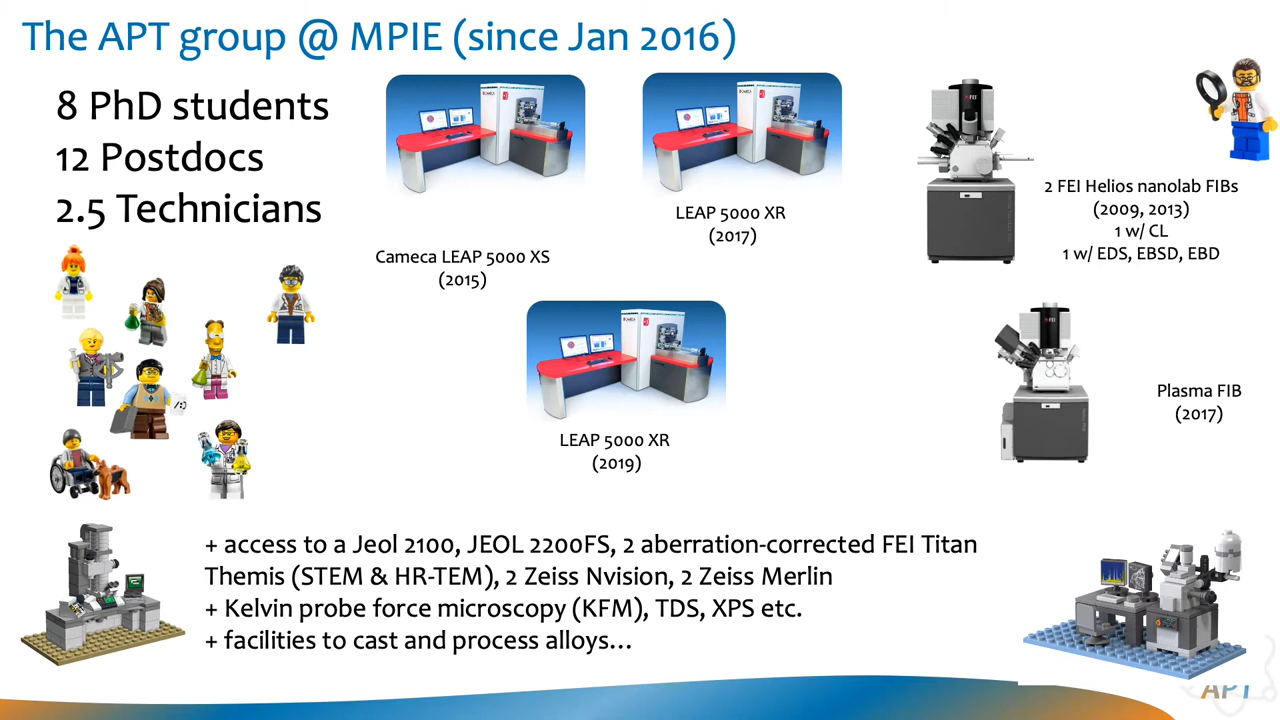 The APT group @ MPIE (since Jan 2016)
8 PhD students
12 Postdocs
2.5 Technicians
Cameca LEAP 5000 XS
(2015)
LEAP 5000 XR
(2017)
LEAP 5000 XR
(2019)
2 FEI Helios nanolab FIBs
(2009, 2013)
1 w/ CL
1 w/ EDS, EBSD, EBD
Plasma FIB
(2017)
+ access to a Jeol 2100, JEOL 2200FS, 2 aberration-corrected FEI Titan
Themis (STEM & HR-TEM), 2 Zeiss Nvision, 2 Zeiss Merlin
+ Kelvin probe force microscopy (KFM), TDS, XPS etc.
+ facilities to cast and process alloys…
FEI
FEI
APT